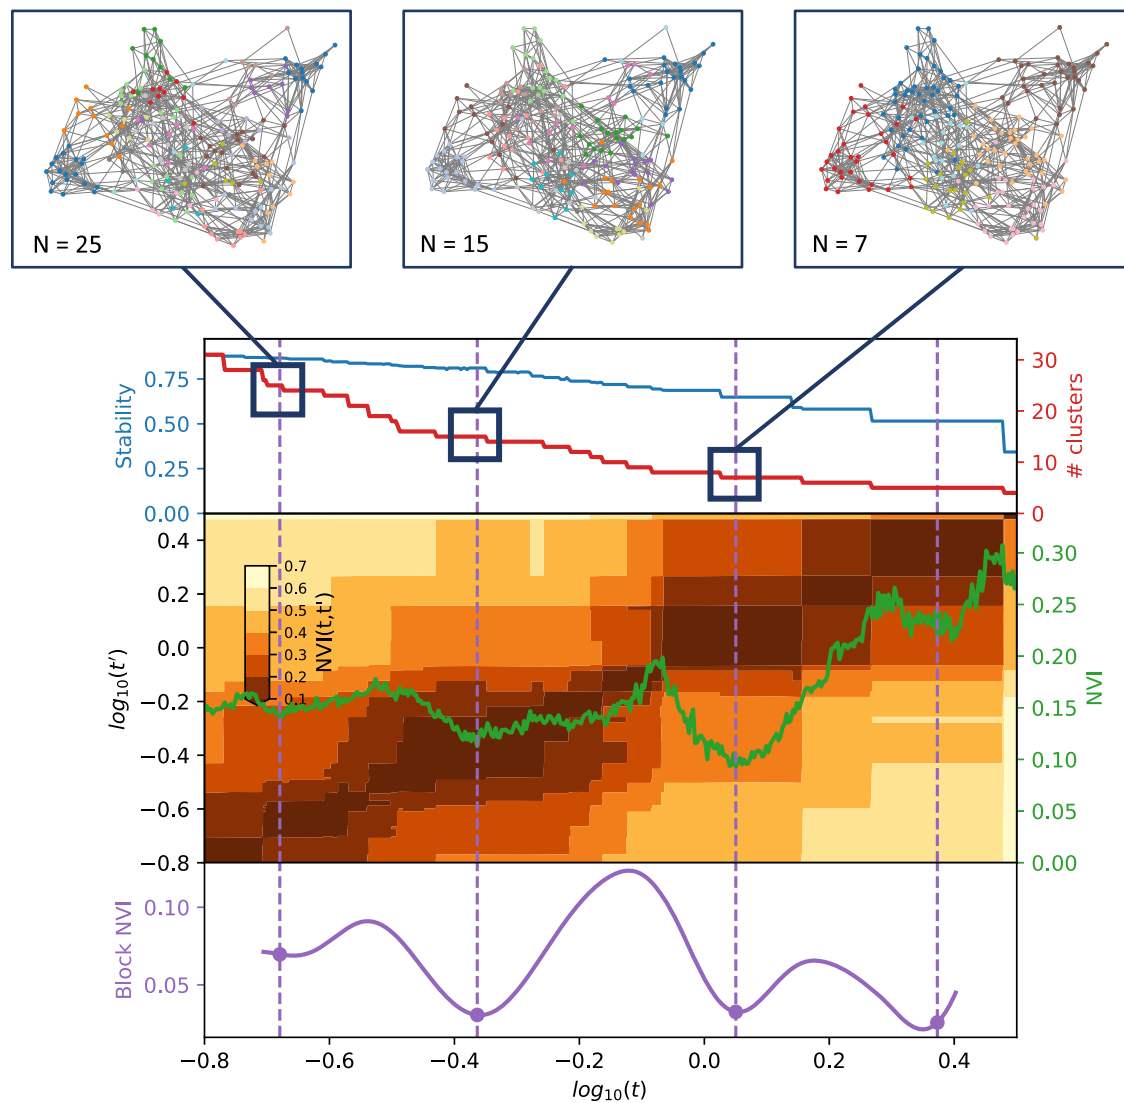 N = 25
N = 15
N = 7
Stability
0.75
0.50
0.25
0.00
30
20
10
0
# clusters
log10(t′)
0.4
0.2
0.0
−0.2
−0.4
−0.6
−0.8
0.7
0.6
0.5
0.4
0.3
0.2
0.1
NVI(t,t')
0.30
0.25
0.20
0.15
0.10
0.05
0.00
NVI
Block NVI
0.10
0.05
−0.8 −0.6 −0.4 −0.2 0.0 0.2 0.4
log10(t)